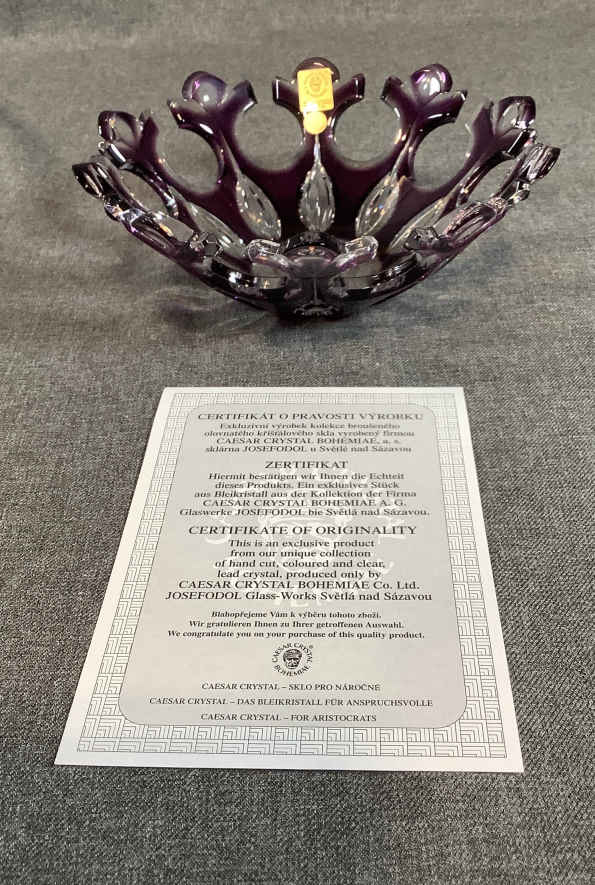 CERTIFIKÁT O PRAVOSTI VÝROBKU
Exkluzivní výrobek kolekce broušeného
olovnatého křišťálového skla vyrobený firmou
CAESAR CRYSTAL BOHEMIAE, a. s.
sklárna JOSEFODOL u Světlé nad Sázavou
ZERTIFIKAT
Hiermit bestätigen wir Ihnen die Echteit
dieses Produkts. Ein exklusives Stück
aus Bleikristall aus der Kollektion der Firma
CAESAR CRYSTAL BOHEMIAE A. G.
Glaswerke JOSEFODOL bie Světlá nad Sázavou.
CERTIFIKATE OF ORIGINALITY
This is an exclusive product
from our unique collection
of hand cut, coloured and clear,
lead crystal, produced only by
CAESAR CRYSTAL BOHEMIAE Co. Ltd.
JOSEFODOL Glass-Works Světlá nad Sázavou
Blahopřejeme Vám k výběru tohoto zboží.
Wir gratulieren Ihnen zu Ihrer getroffenen Auswahl.
We congratulate you on your purchase of this quality product.
CAESAR CRYSTAL ®
BOHEMIAE
CAESAR CRYSTAL – SKLO PRO NÁROČNÉ
CAESAR CRYSTAL – DAS BLEIKRISTALL FÜR ANSPRUCHSVOLLE
CAESAR CRYSTAL – FOR ARISTOCRATS